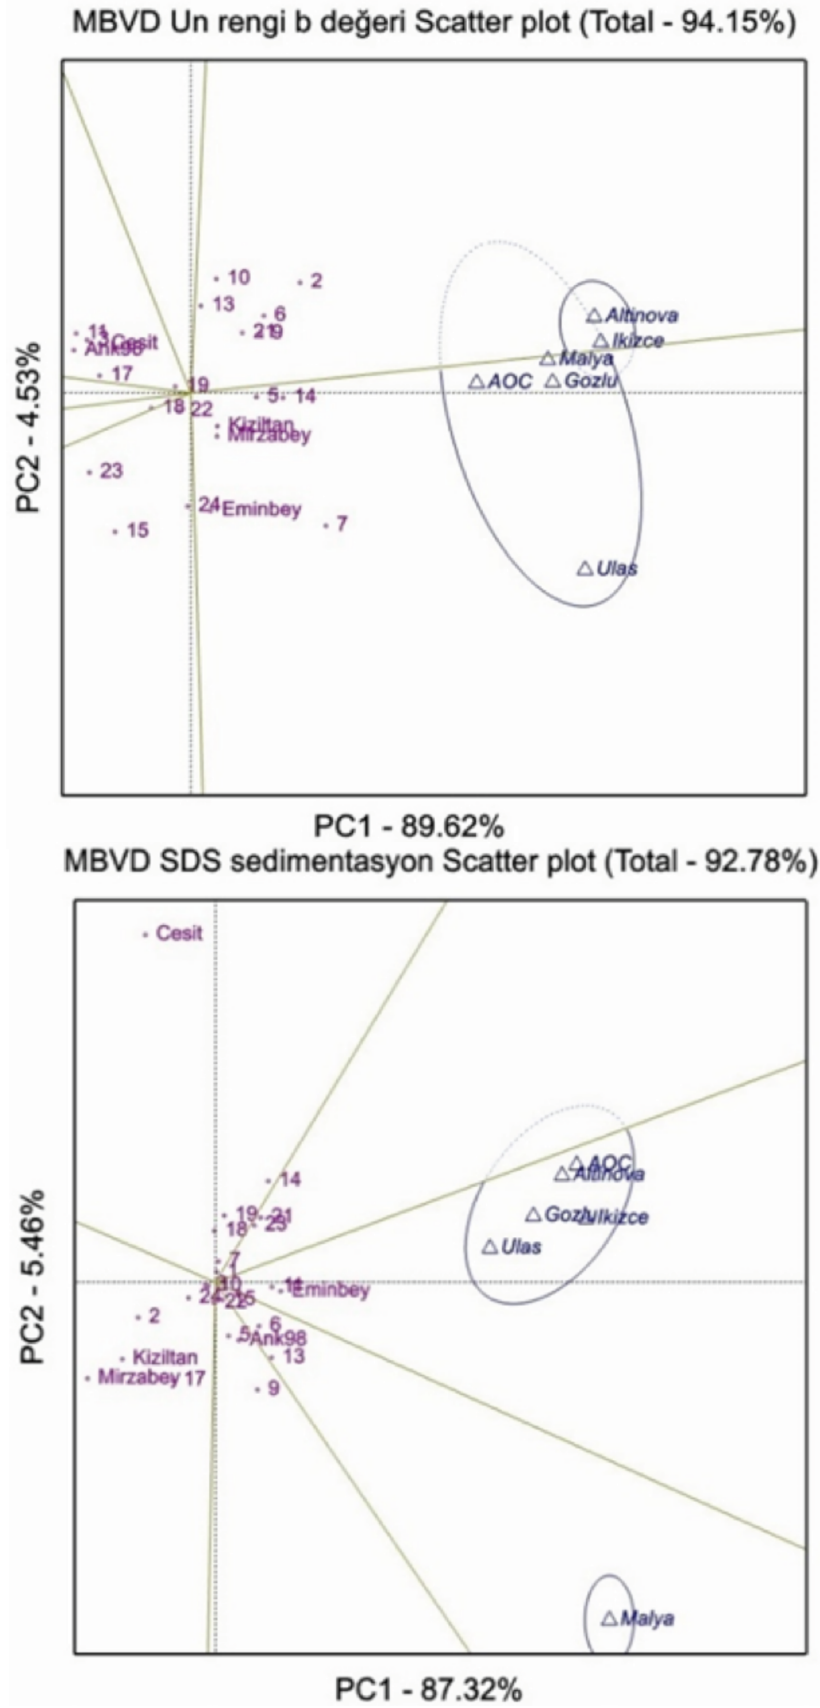 MBVD Un rengi b değeri Scatter plot (Total - 94.15%)
10
2
13
6
9
11
Cesit
Ank98
Altinova
Ikizce
Malya
AOC
Gozlu
17
19
5
14
18
22
Kiziltan
Mirzabey
23
24
Eminbey
7
15
Ulas
PC2 - 4.53%
PC1 - 89.62%
MBVD SDS sedimentasyon Scatter plot (Total - 92.78%)
Cesit
14
AOC
Altinova
19
21
23
18
Gozlu
Ikizce
Ulas
7
10
Eminbey
22
2
6
5
Ank98
13
Kiziltan
Mirzabey
17
9
Malya
PC2 - 5.46%
PC1 - 87.32%